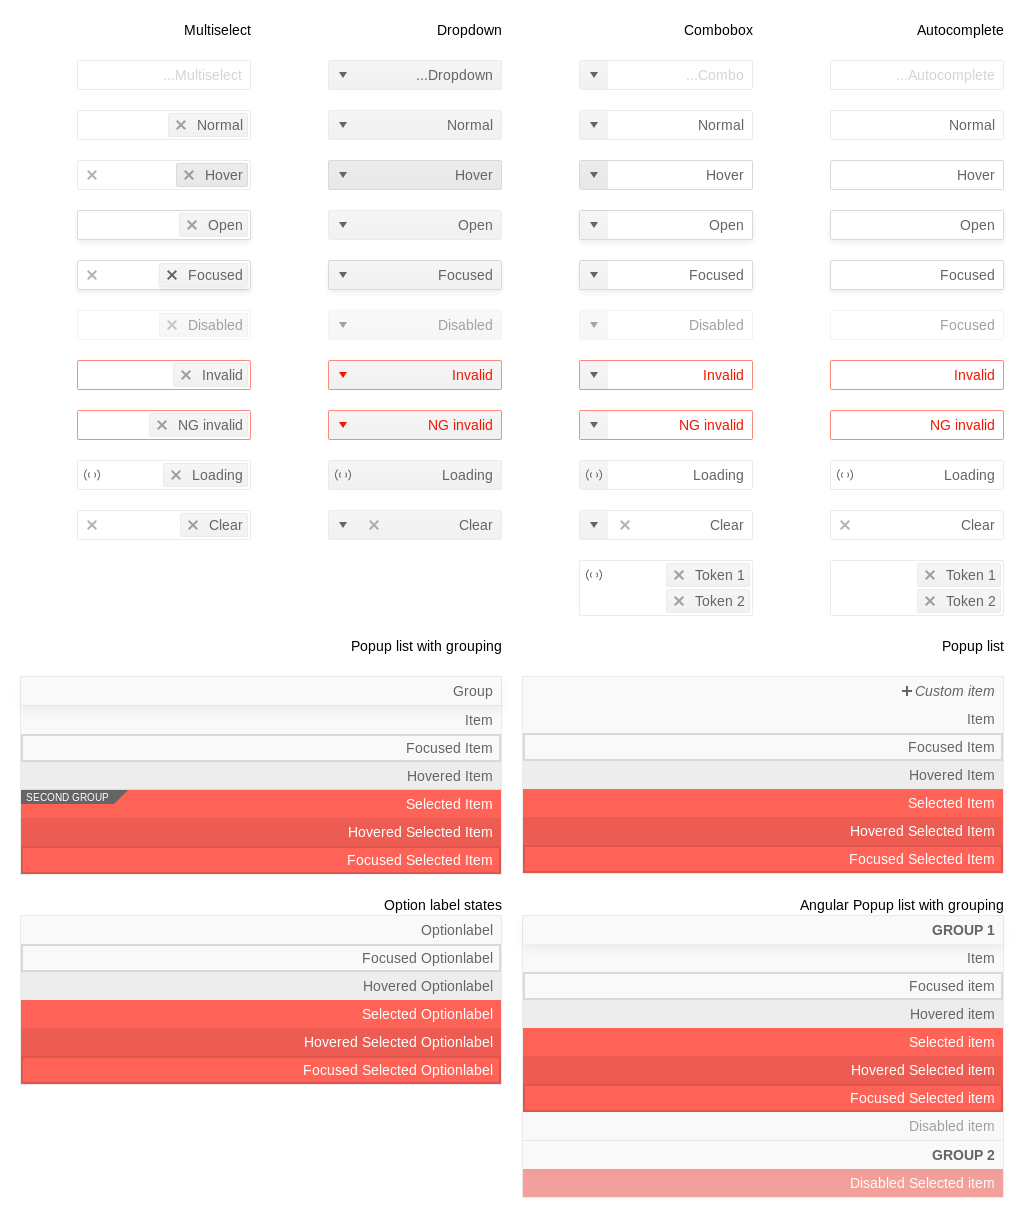 Multiselect
Dropdown
Combobox
Autocomplete
...Multiselect
...Dropdown
...Combo
...Autocomplete
Normal
Normal
Normal
Normal
Hover
Hover
Hover
Hover
Open
Open
Open
Open
Focused
Focused
Focused
Focused
Disabled
Disabled
Disabled
Focused
Invalid
Invalid
Invalid
Invalid
NG invalid
NG invalid
NG invalid
NG invalid
Loading
Loading
Loading
Loading
Clear
Clear
Clear
Clear
Token 1
Token 2
Token 1
Token 2
Popup list with grouping
Group
Item
Focused Item
Hovered Item
SECOND GROUP
Selected Item
Hovered Selected Item
Focused Selected Item
Popup list
Custom item
Item
Focused Item
Hovered Item
Selected Item
Hovered Selected Item
Focused Selected Item
Option label states
Optionlabel
Focused Optionlabel
Hovered Optionlabel
Selected Optionlabel
Hovered Selected Optionlabel
Focused Selected Optionlabel
Angular Popup list with grouping
GROUP 1
Item
Focused item
Hovered item
Selected item
Hovered Selected item
Focused Selected item
Disabled item
GROUP 2
Disabled Selected item